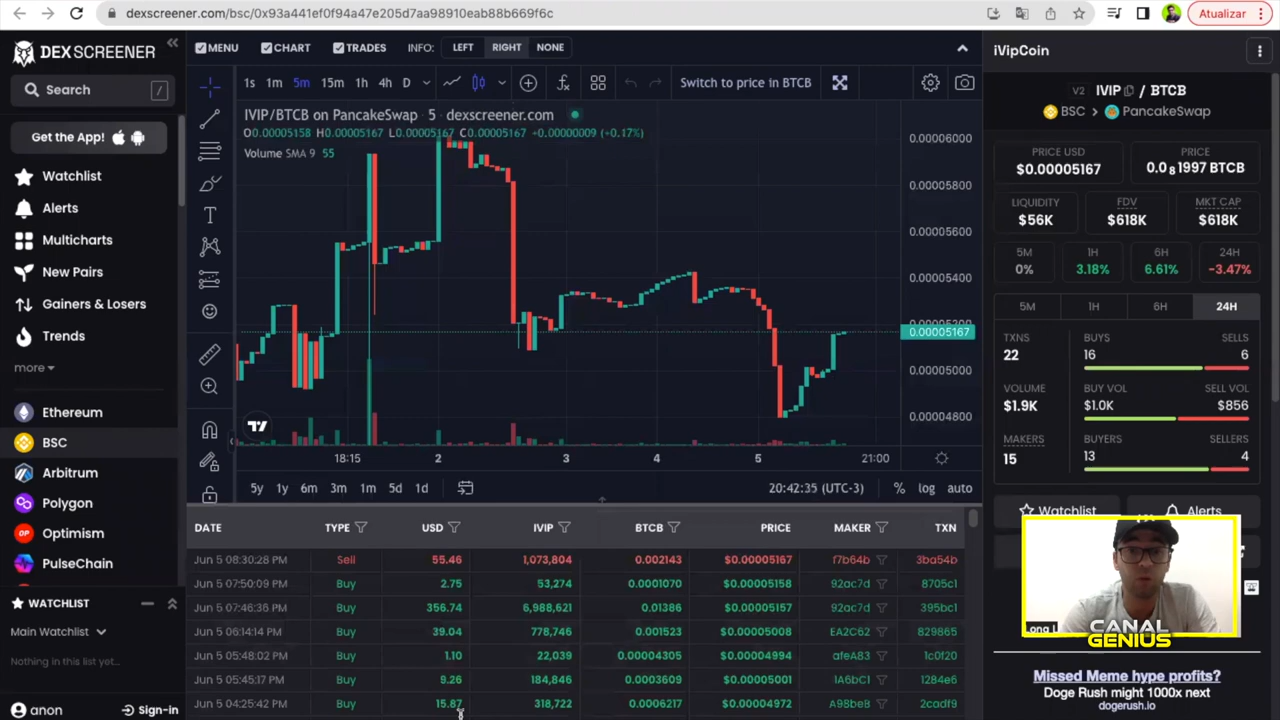 dexscreener.com/bsc/0x93a441ef0f94a47e205d7aa98910eab88b669f6c
Atualizar
DEX SCREENER
MENU CHART TRADES INFO: LEFT RIGHT NONE
iVipCoin
Search /
1s 1m 5m 15m 1h 4h D
Switch to price in BTCB
V2 IVIP / BTCB
BSC > PancakeSwap
Get the App!
IVIP/BTCB on PancakeSwap · 5 · dexscreener.com
O0.00005158 H0.00005167 L0.00005167 C0.00005167 +0.00000009 (+0.17%)
Volume SMA 9 55
Watchlist
Alerts
Multicharts
New Pairs
Gainers & Losers
Trends
more
Ethereum
BSC
Arbitrum
Polygon
Optimism
PulseChain
WATCHLIST
Main Watchlist
Nothing in this list yet...
anon Sign-in
0.00006000
0.00005800
0.00005600
0.00005400
0.00005200
0.00005167
0.00005000
0.00004800
18:15 2 3 4 5 21:00
5y 1y 6m 3m 1m 5d 1d
20:42:35 (UTC-3) % log auto
PRICE USD PRICE
$0.00005167 0.0₈1997 BTCB
LIQUIDITY FDV MKT CAP
$56K $618K $618K
5M 1H 6H 24H
0% 3.18% 6.61% -3.47%
5M 1H 6H 24H
TXNS BUYS SELLS
22 16 6
VOLUME BUY VOL SELL VOL
$1.9K $1.0K $856
MAKERS BUYERS SELLERS
15 13 4
Watchlist Alerts
DATE TYPE USD IVIP BTCB PRICE MAKER TXN
Jun 5 08:30:28 PM Sell 55.46 1,073,804 0.002143 $0.00005167 f7b64b 3ba54b
Jun 5 07:50:09 PM Buy 2.75 53,274 0.0001070 $0.00005158 92ac7d 8705c1
Jun 5 07:46:36 PM Buy 356.74 6,988,621 0.01386 $0.00005157 92ac7d 395bc1
Jun 5 06:14:14 PM Buy 39.04 778,746 0.001523 $0.00005008 EA2C62 829865
Jun 5 05:48:02 PM Buy 1.10 22,039 0.00004305 $0.00004994 afeA83 1c0f20
Jun 5 05:45:17 PM Buy 9.26 184,846 0.0003609 $0.00005001 1A6bC1 1284e6
Jun 5 04:25:42 PM Buy 15.87 318,722 0.0006217 $0.00004972 A98be8 2cadf9
CANAL
GENIUS
Missed Meme hype profits?
Doge Rush might 1000x next
dogerush.io